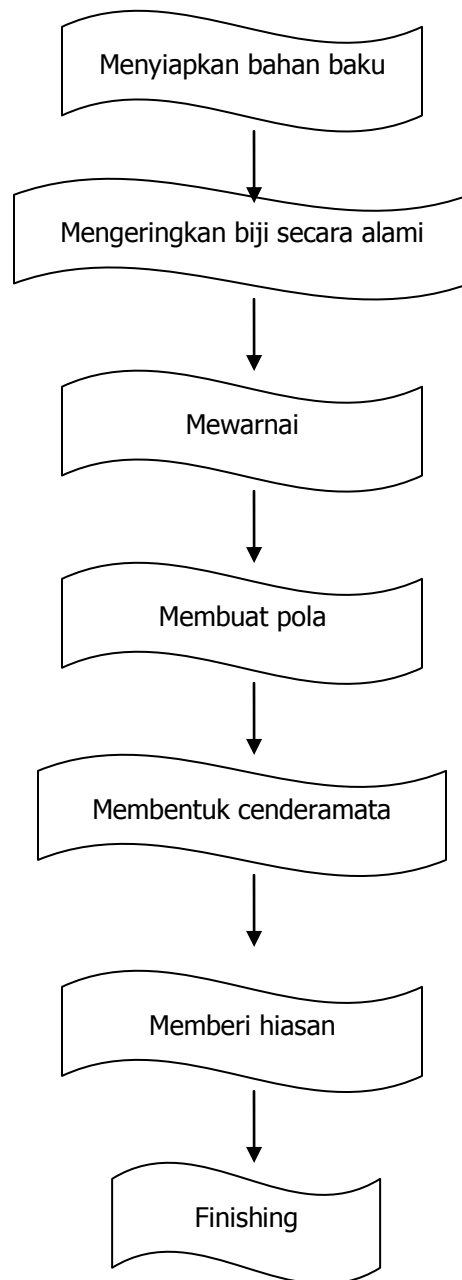 Menyiapkan bahan baku
Mengeringkan biji secara alami
Mewarnai
Membuat pola
Membentuk cenderamata
Memberi hiasan
Finishing